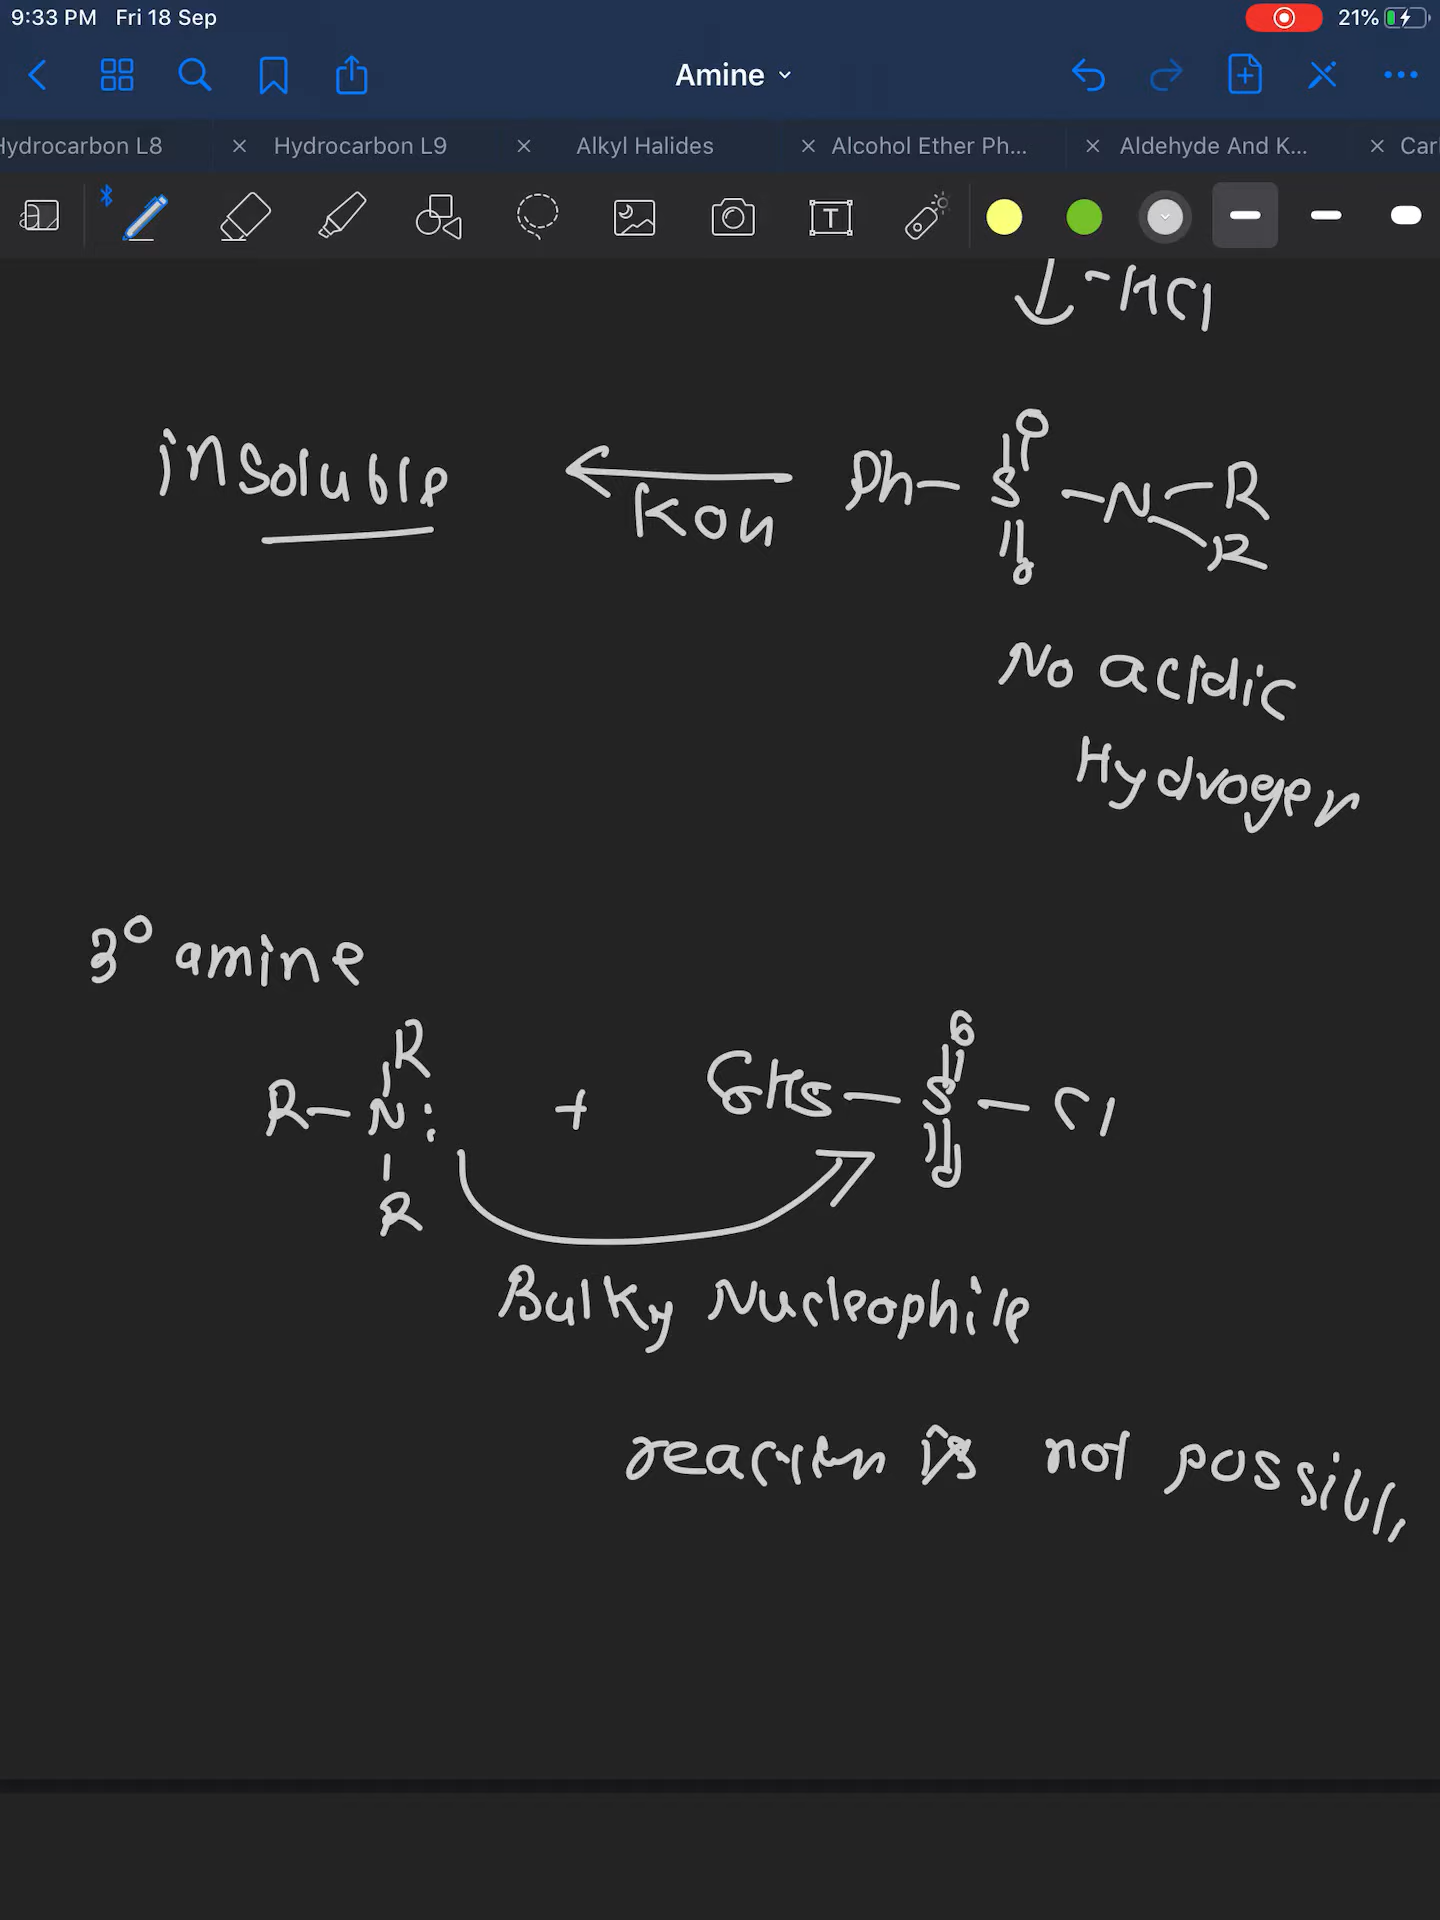 9:33 PM Fri 18 Sep 21%
Amine
Hydrocarbon L8 Hydrocarbon L9 Alkyl Halides Alcohol Ether Ph... Aldehyde And K... Car
T
-HCl
insoluble
KOH
Ph-S-N-R
O
O
R
No acidic
Hydrogen
3° amine
R
R-N: + C6H5-S-Cl
O
O
R
Bulky Nucleophile
reaction is not possible